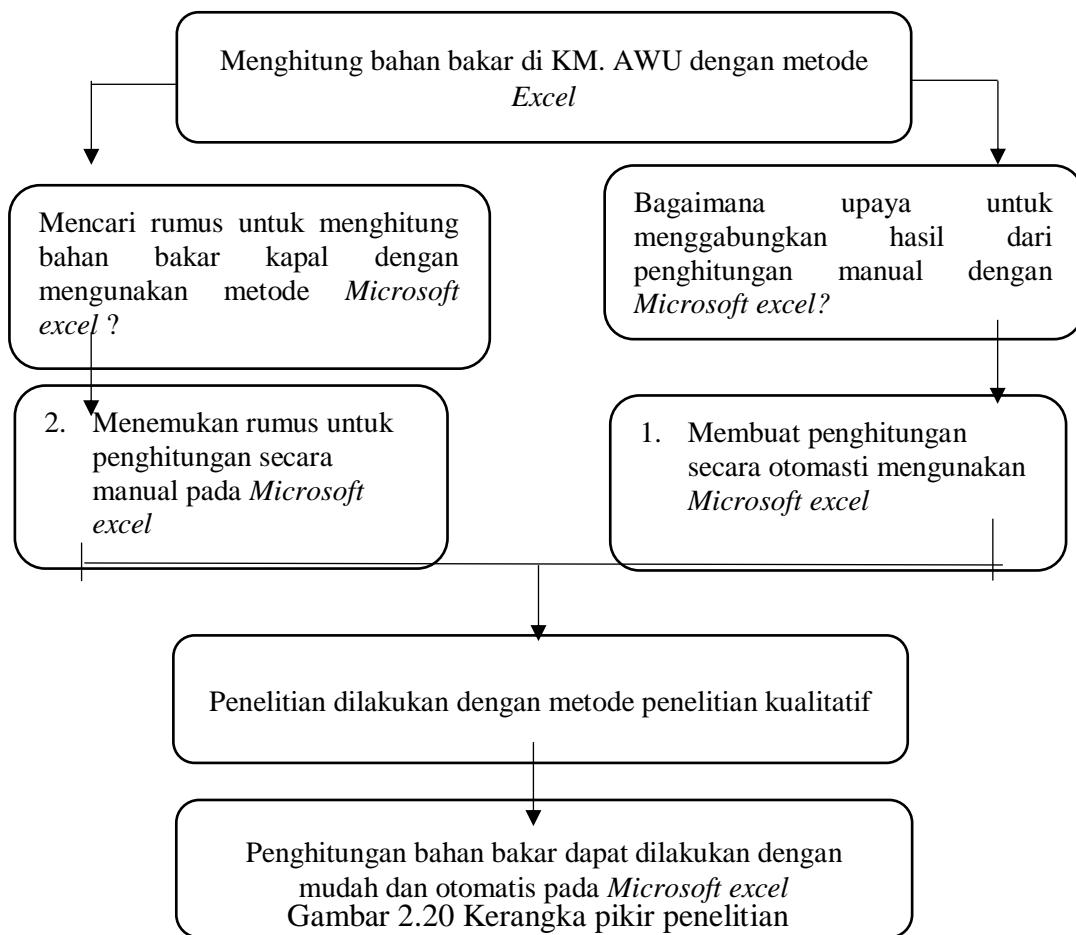 Menghitung bahan bakar di KM. AWU dengan metode
Excel
Mencari rumus untuk menghitung
bahan bakar kapal dengan
mengunakan metode Microsoft
excel ?
Bagaimana upaya untuk
menggabungkan hasil dari
penghitungan manual dengan
Microsoft excel?
2. Menemukan rumus untuk
penghitungan secara
manual pada Microsoft
excel
1. Membuat penghitungan
secara otomasti mengunakan
Microsoft excel
Penelitian dilakukan dengan metode penelitian kualitatif
Penghitungan bahan bakar dapat dilakukan dengan
mudah dan otomatis pada Microsoft excel
Gambar 2.20 Kerangka pikir penelitian